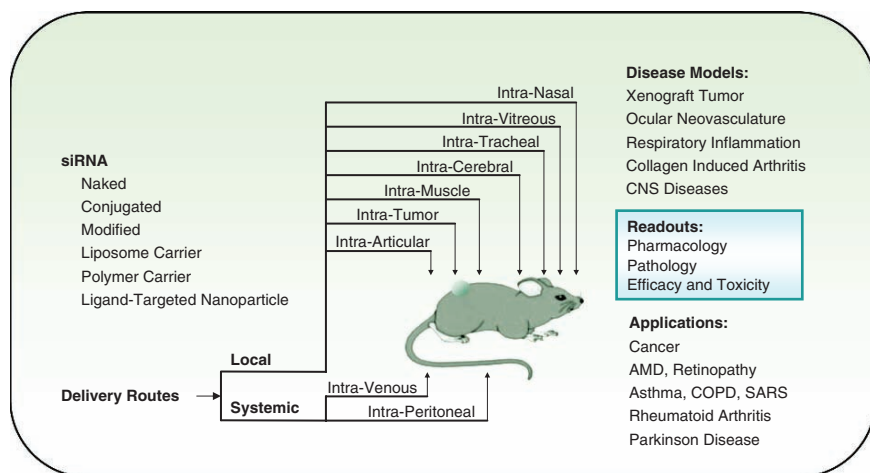 siRNA
Naked
Conjugated
Modified
Liposome Carrier
Polymer Carrier
Ligand-Targeted Nanoparticle
Delivery Routes
Local
Systemic
Intra-Nasal
Intra-Vitreous
Intra-Tracheal
Intra-Cerebral
Intra-Muscle
Intra-Tumor
Intra-Articular
Intra-Venous
Intra-Peritoneal
Disease Models:
Xenograft Tumor
Ocular Neovasculature
Respiratory Inflammation
Collagen Induced Arthritis
CNS Diseases
Readouts:
Pharmacology
Pathology
Efficacy and Toxicity
Applications:
Cancer
AMD, Retinopathy
Asthma, COPD, SARS
Rheumatoid Arthritis
Parkinson Disease